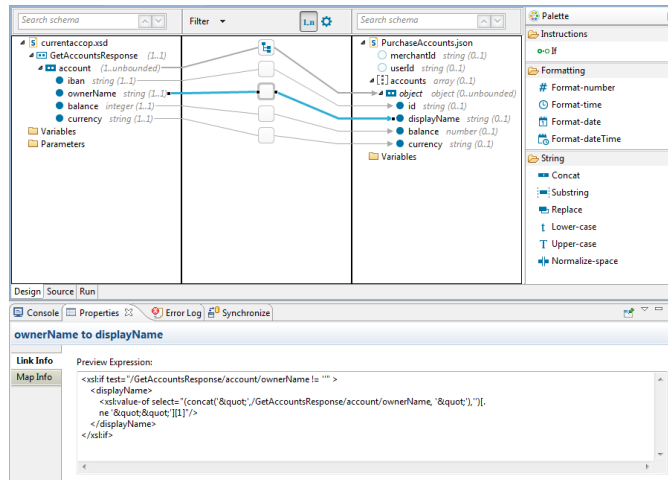 Search schema
Filter
Ln
Search schema
Palette
currentaccop.xsd
GetAccountsResponse (1..1)
account (1..unbounded)
iban string (1..1)
ownerName string (1..1)
balance integer (1..1)
currency string (1..1)
Variables
Parameters
PurchaseAccounts.json
merchantId string (0..1)
userId string (0..1)
accounts array (0..1)
object object (0..unbounded)
id string (0..1)
displayName string (0..1)
balance number (0..1)
currency string (0..1)
Variables
Instructions
If
Formatting
Format-number
Format-time
Format-date
Format-dateTime
String
Concat
Substring
Replace
Lower-case
Upper-case
Normalize-space
Design Source Run
Console Properties Error Log Synchronize
ownerName to displayName
Link Info
Map Info
Preview Expression:
<xsl:if test="/GetAccountsResponse/account/ownerName != ''" >
<displayName>
<xsl:value-of select="(concat('&quot;',/GetAccountsResponse/account/ownerName, '&quot;'),'')[.
ne '&quot;&quot;'][1]"/>
</displayName>
</xsl:if>